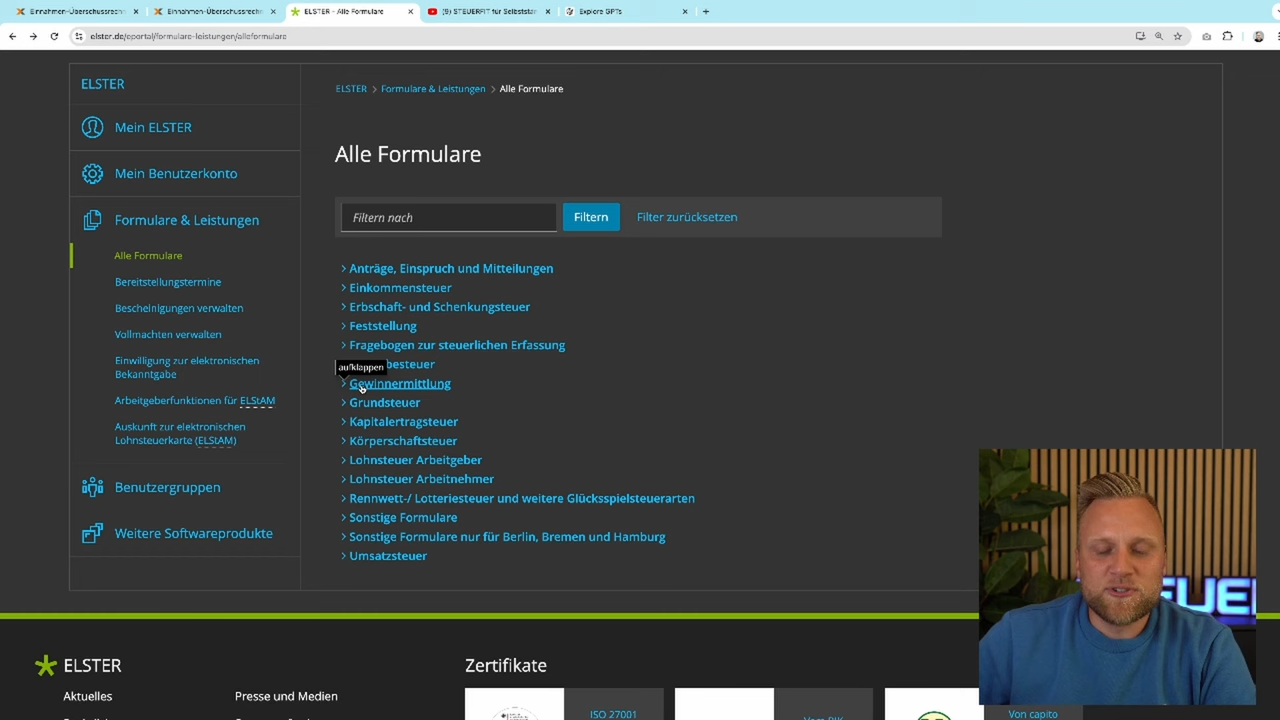 Einnahmen-Überschussrechn
Einnahmen-Überschussrechn
ELSTER - Alle Formulare
(9) STEUERFIT für Selbststän
Explore GPTs
elster.de/eportal/formulare-leistungen/alleformulare
ELSTER
Mein ELSTER
Mein Benutzerkonto
Formulare & Leistungen
Alle Formulare
Bereitstellungstermine
Bescheinigungen verwalten
Vollmachten verwalten
Einwilligung zur elektronischen
Bekanntgabe
Arbeitgeberfunktionen für ELStAM
Auskunft zur elektronischen
Lohnsteuerkarte (ELStAM)
Benutzergruppen
Weitere Softwareprodukte
ELSTER > Formulare & Leistungen > Alle Formulare
Alle Formulare
Filtern nach
Filtern
Filter zurücksetzen
Anträge, Einspruch und Mitteilungen
Einkommensteuer
Erbschaft- und Schenkungsteuer
Feststellung
Fragebogen zur steuerlichen Erfassung
aufklappen
besteuer
Gewinnermittlung
Grundsteuer
Kapitalertragsteuer
Körperschaftsteuer
Lohnsteuer Arbeitgeber
Lohnsteuer Arbeitnehmer
Rennwett-/ Lotteriesteuer und weitere Glücksspielsteuerarten
Sonstige Formulare
Sonstige Formulare nur für Berlin, Bremen und Hamburg
Umsatzsteuer
EUE
ELSTER
Aktuelles
Presse und Medien
Zertifikate
ISO 27001
Von capito